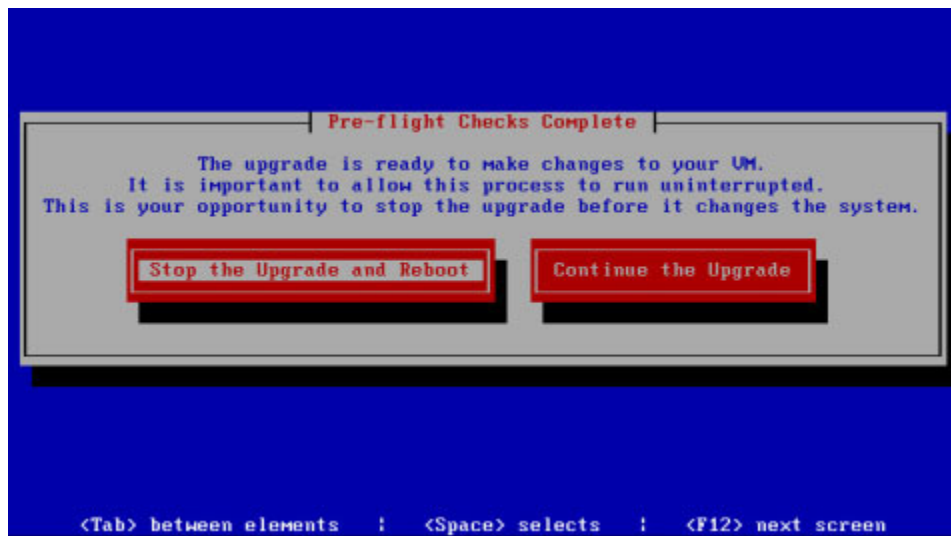 Pre-flight Checks Complete
The upgrade is ready to make changes to your VM.
It is important to allow this process to run uninterrupted.
This is your opportunity to stop the upgrade before it changes the system.
Stop the Upgrade and Reboot Continue the Upgrade
<Tab> between elements | <Space> selects | <F12> next screen